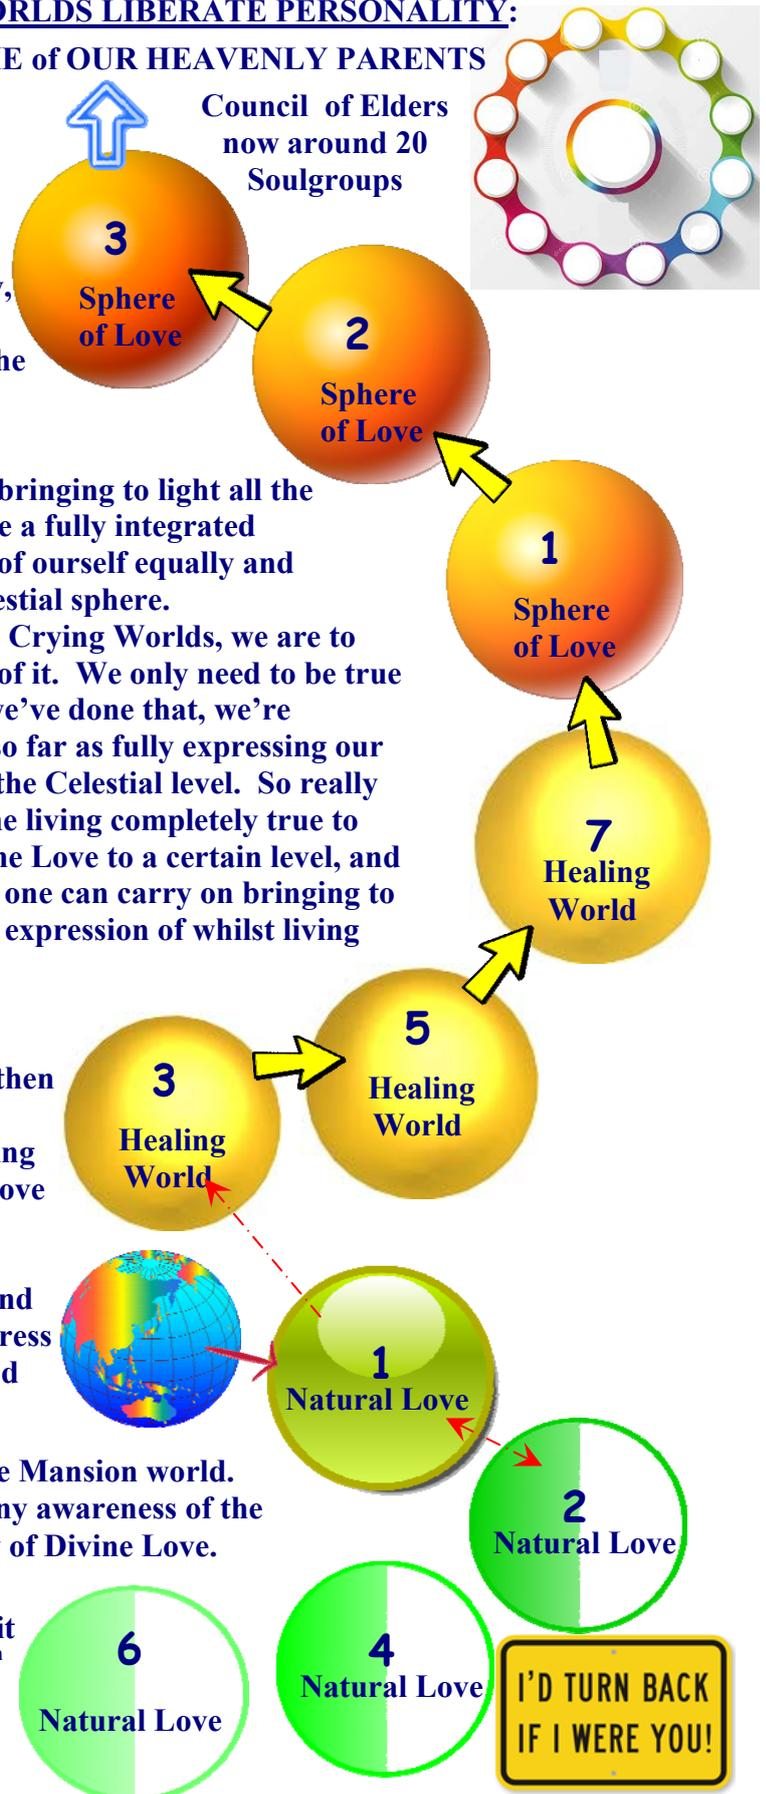 ORLDS LIBERATE PERSONALITY:
E of OUR HEAVENLY PARENTS
Council of Elders
now around 20
Soulgroups
3
Sphere
of Love
2
Sphere
of Love
he
bringing to light all the
e a fully integrated
of ourself equally and
estial sphere.
Crying Worlds, we are to
of it. We only need to be true
ve’ve done that, we’re
so far as fully expressing our
the Celestial level. So really
ne living completely true to
ne Love to a certain level, and
one can carry on bringing to
expression of whilst living
1
Sphere
of Love
7
Healing
World
5
Healing
World
3
Healing
World
then
ng
ove
nd
ress
d
1
Natural Love
e Mansion world.
ny awareness of the
of Divine Love.
2
Natural Love
it
6
Natural Love
4
Natural Love
I’D TURN BACK
IF I WERE YOU!